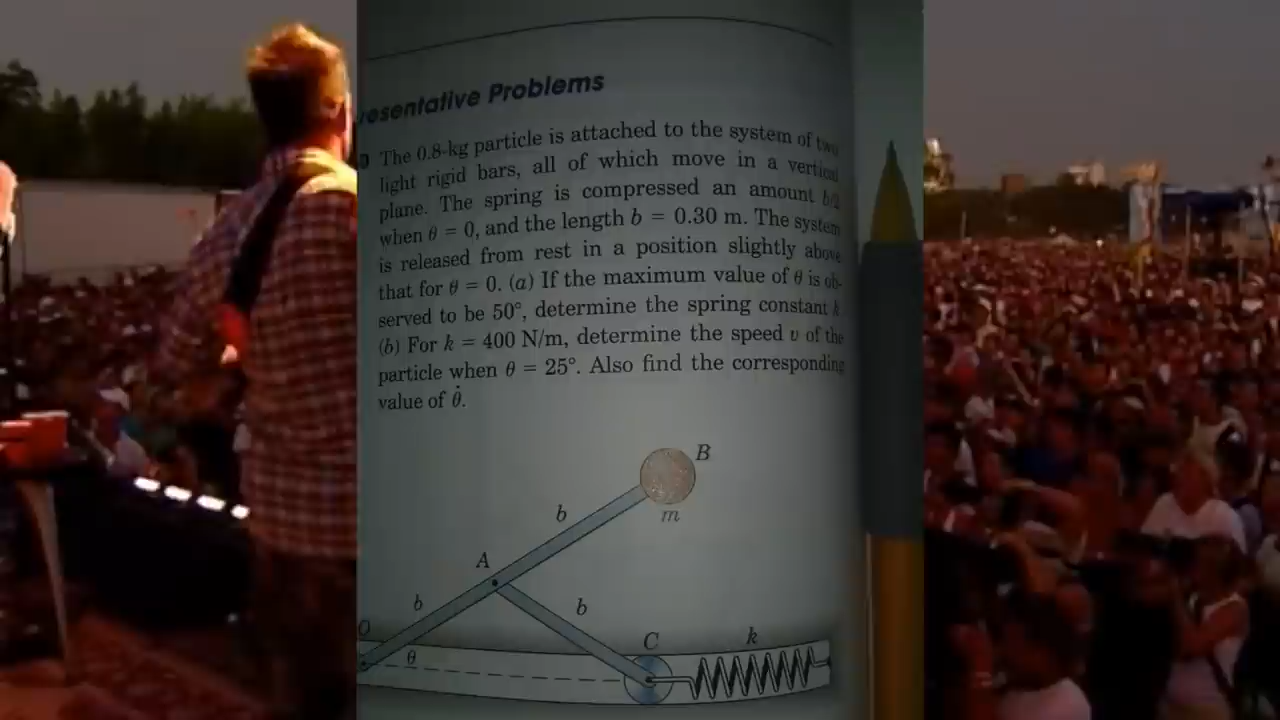 resentative Problems
0 The 0.8-kg particle is attached to the system of two
light rigid bars, all of which move in a vertical
plane. The spring is compressed an amount b/2
when θ = 0, and the length b = 0.30 m. The system
is released from rest in a position slightly above
that for θ = 0. (a) If the maximum value of θ is ob-
served to be 50°, determine the spring constant k
(b) For k = 400 N/m, determine the speed v of the
particle when θ = 25°. Also find the corresponding
value of θ̇.
B
b
m
A
b
b
O
C
k
θ